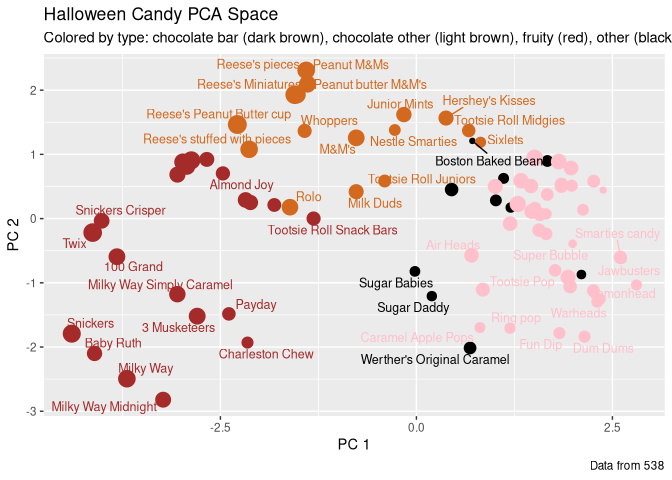 Halloween Candy PCA Space
Colored by type: chocolate bar (dark brown), chocolate other (light brown), fruity (red), other (black
Reese's pieces
Peanut M&Ms
Reese's Miniatures
Peanut butter M&M's
Junior Mints
Hershey's Kisses
Reese's Peanut Butter cup
Whoppers
Tootsie Roll Midgies
Reese's stuffed with pieces
M&M's
Nestle Smarties
Sixlets
Boston Baked Beans
Almond Joy
Tootsie Roll Juniors
Rolo
Milk Duds
Snickers Crisper
Tootsie Roll Snack Bars
Twix
Smarties candy
Air Heads
Super Bubble
100 Grand
Jawbusters
Milky Way Simply Caramel
Sugar Babies
Tootsie Pop
monhead
Sugar Daddy
Payday
Snickers
3 Musketeers
Ring pop
Warheads
Baby Ruth
Caramel Apple Pops
Fun Dip
Dum Dums
Charleston Chew
Werther's Original Caramel
Milky Way
Milky Way Midnight
2
1
0
-1
-2
-3
PC 2
-2.5
0.0
2.5
PC 1
Data from 538